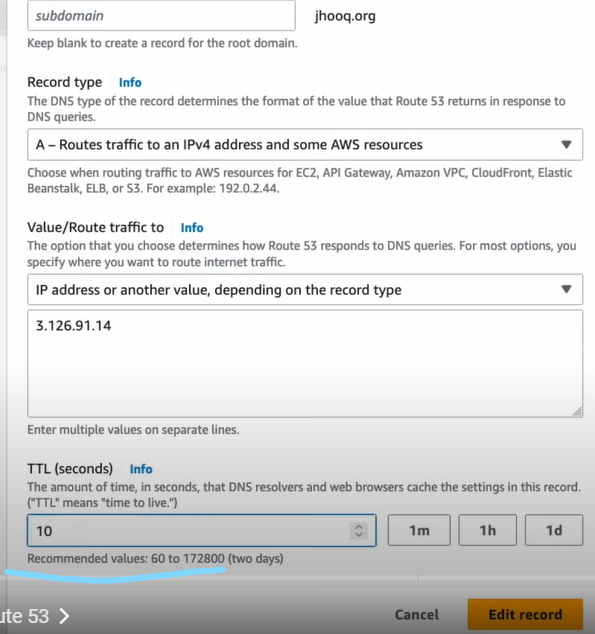 subdomain
jhooq.org
Keep blank to create a record for the root domain.
Record type Info
The DNS type of the record determines the format of the value that Route 53 returns in response to
DNS queries.
A – Routes traffic to an IPv4 address and some AWS resources
Choose when routing traffic to AWS resources for EC2, API Gateway, Amazon VPC, CloudFront, Elastic
Beanstalk, ELB, or S3. For example: 192.0.2.44.
Value/Route traffic to Info
The option that you choose determines how Route 53 responds to DNS queries. For most options, you
specify where you want to route internet traffic.
IP address or another value, depending on the record type
3.126.91.14
Enter multiple values on separate lines.
TTL (seconds) Info
The amount of time, in seconds, that DNS resolvers and web browsers cache the settings in this record.
("TTL" means "time to live.")
10 1m 1h 1d
Recommended values: 60 to 172800 (two days)
ute 53
Cancel Edit record